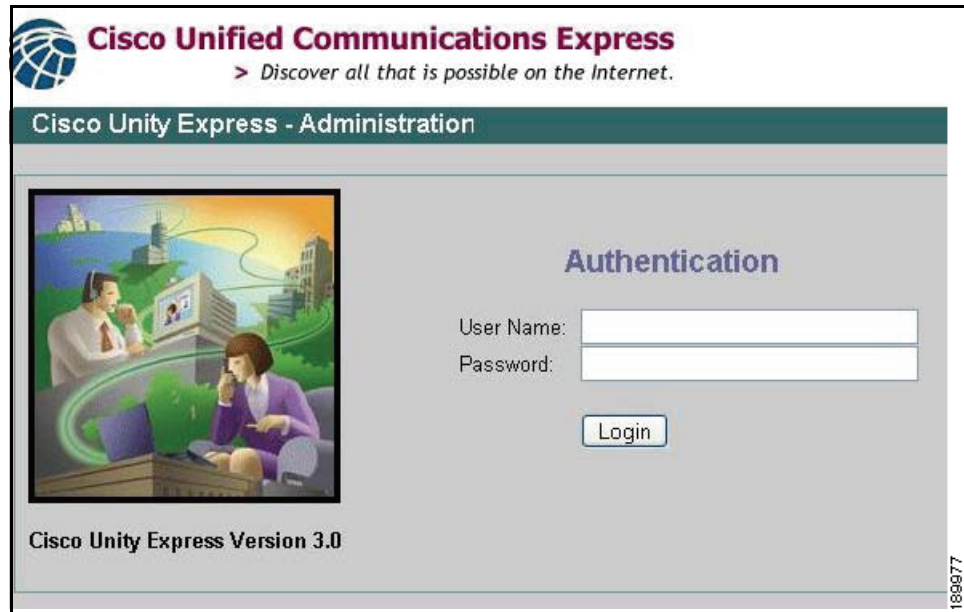 Cisco Unified Communications Express
> Discover all that is possible on the Internet.
Cisco Unity Express - Administration
Authentication
User Name:
Password:
Login
Cisco Unity Express Version 3.0
189977